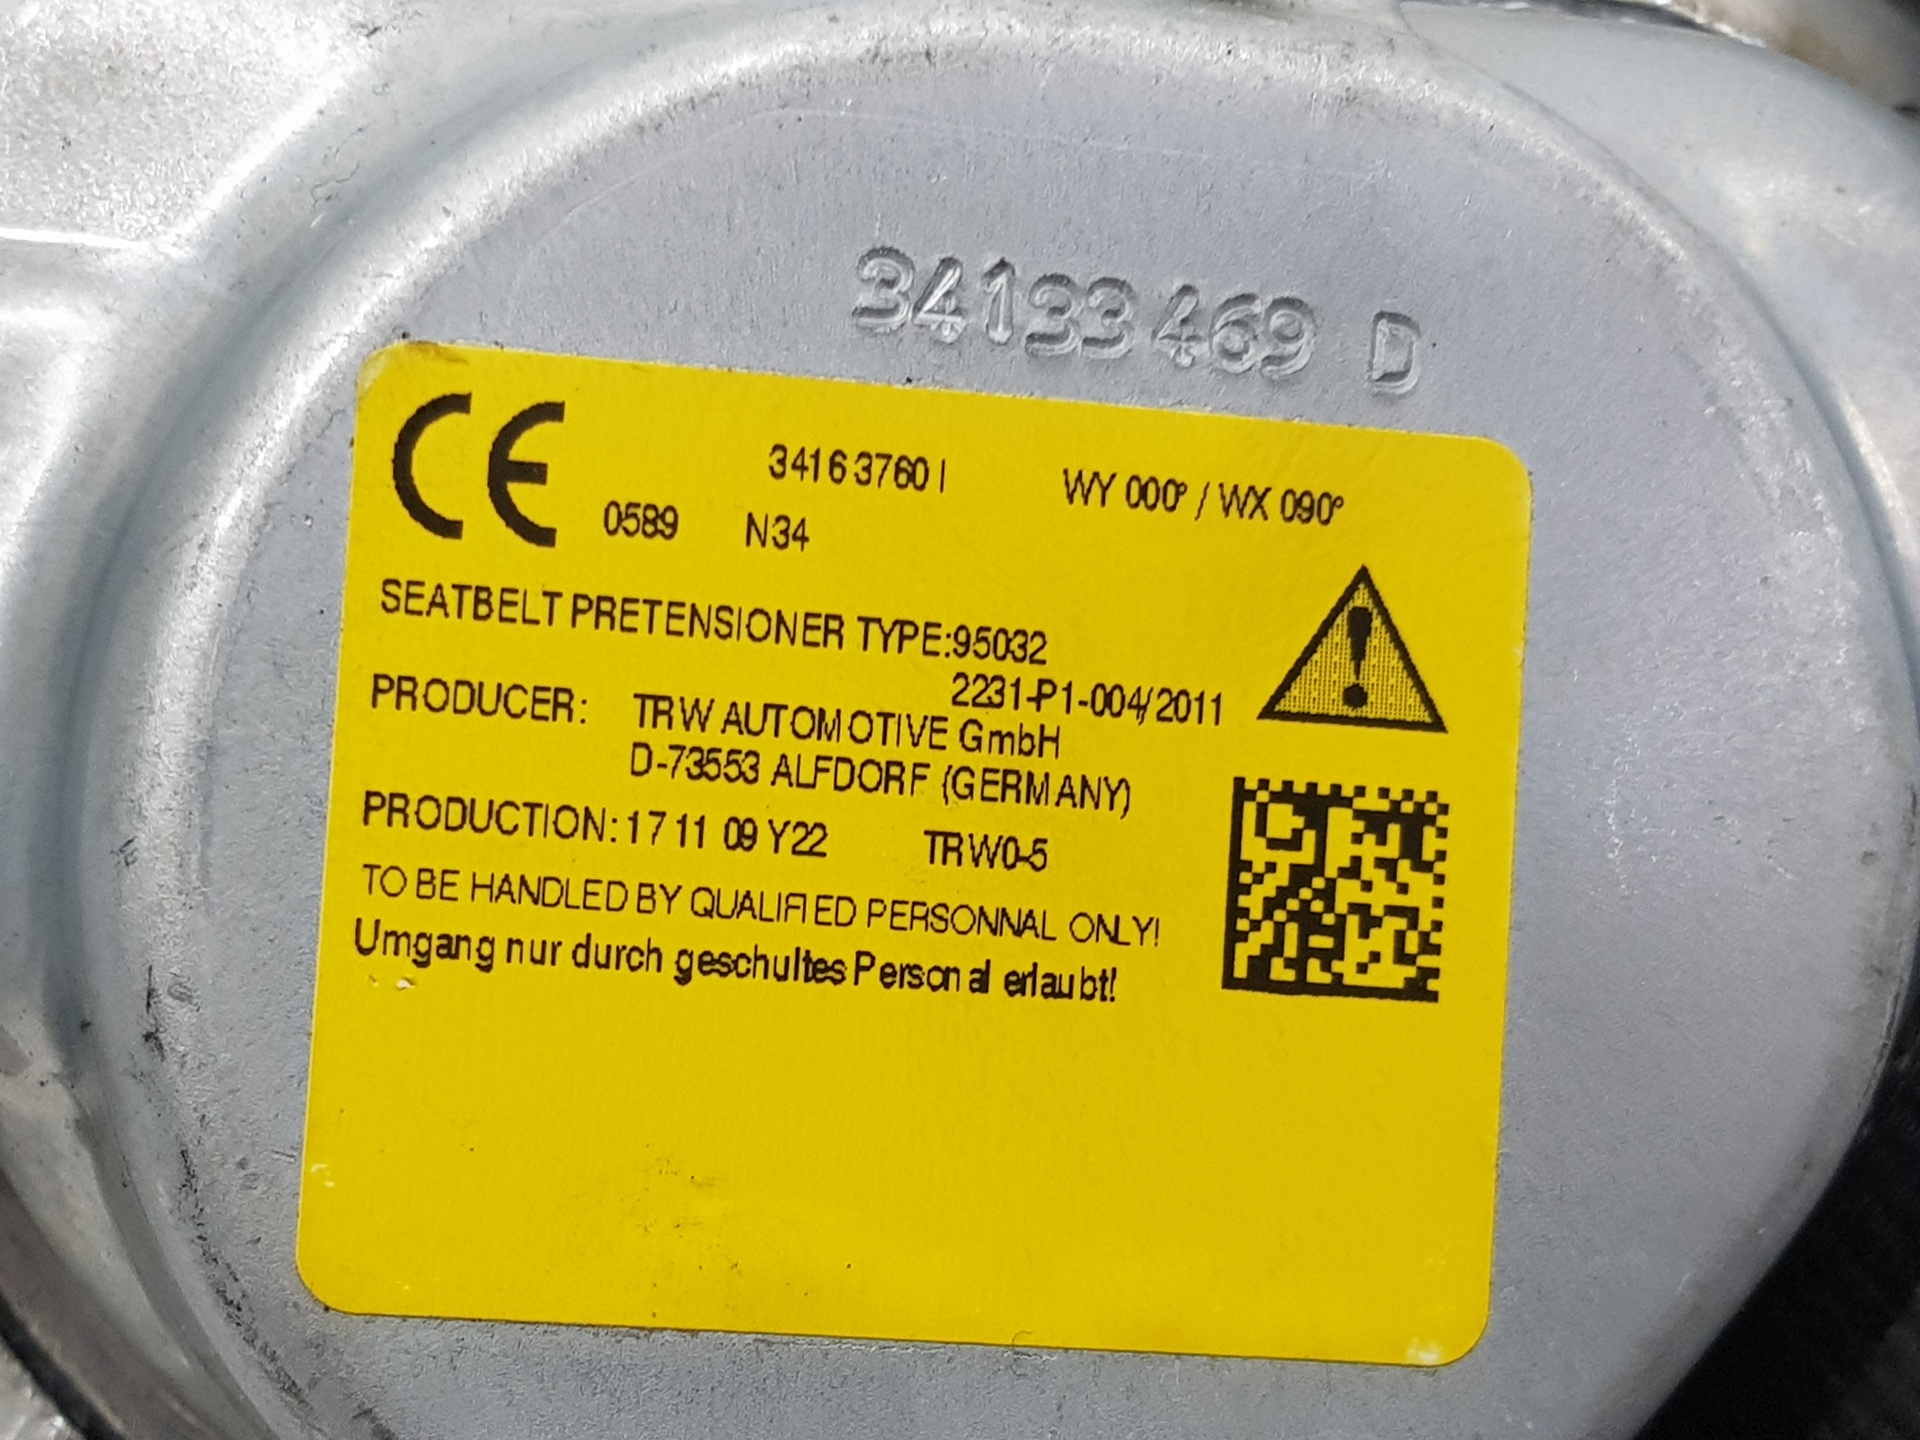 34133469 D
CE 34163760 I WY 000° / WX 090°
0589 N34
SEATBELT PRETENSIONER TYPE:95032
2231-P1-004/2011
PRODUCER: TRW AUTOMOTIVE GmbH
D-73553 ALFDORF (GERMANY)
PRODUCTION: 17 11 09 Y22 TRW0-5
TO BE HANDLED BY QUALIFIED PERSONNAL ONLY!
Umgang nur durch geschultes Personal erlaubt!